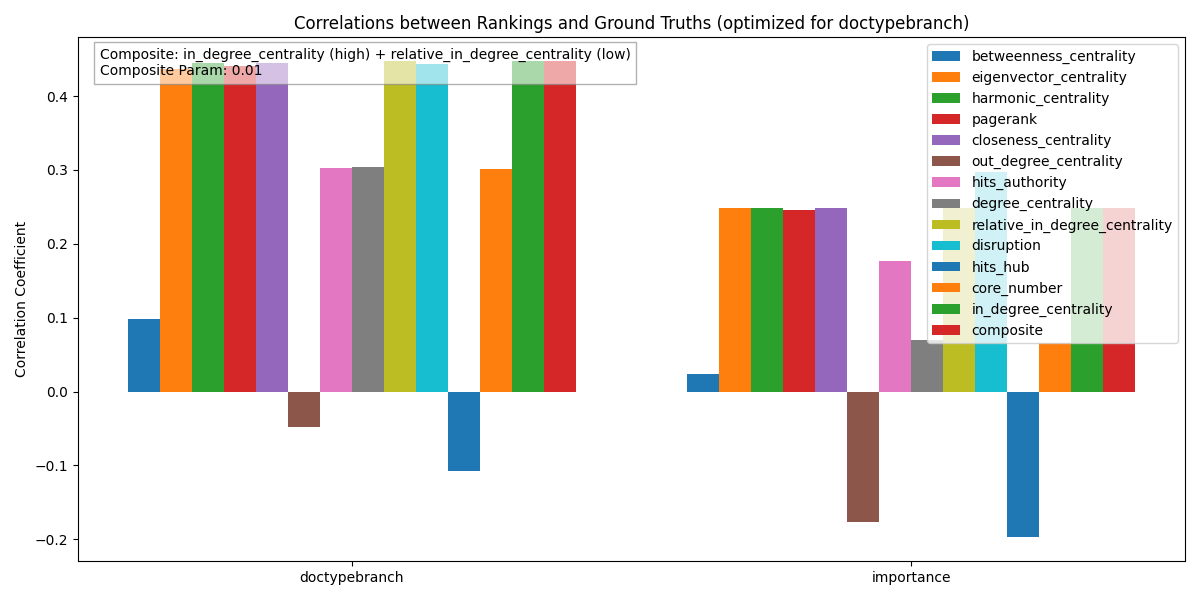 Correlations between Rankings and Ground Truths (optimized for doctypebranch)
Composite: in_degree_centrality (high) + relative_in_degree_centrality (low)
Composite Param: 0.01
betweenness_centrality
eigenvector_centrality
harmonic_centrality
pagerank
closeness_centrality
out_degree_centrality
hits_authority
degree_centrality
relative_in_degree_centrality
disruption
hits_hub
core_number
in_degree_centrality
composite
Correlation Coefficient
0.4
0.3
0.2
0.1
0.0
−0.1
−0.2
doctypebranch
importance